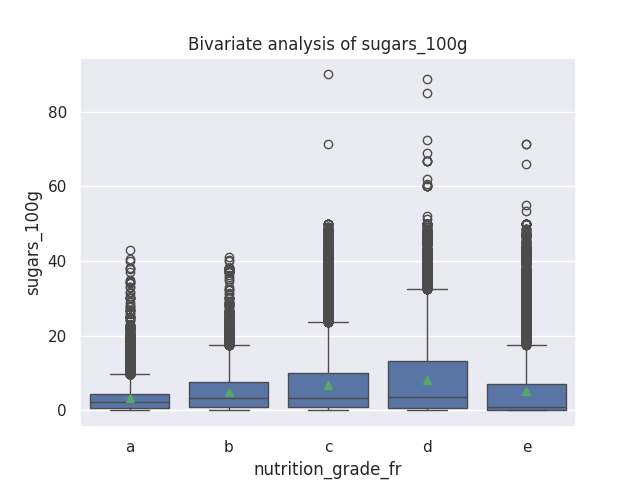 Bivariate analysis of sugars_100g
80
60
40
20
0
sugars_100g
a b c d e
nutrition_grade_fr